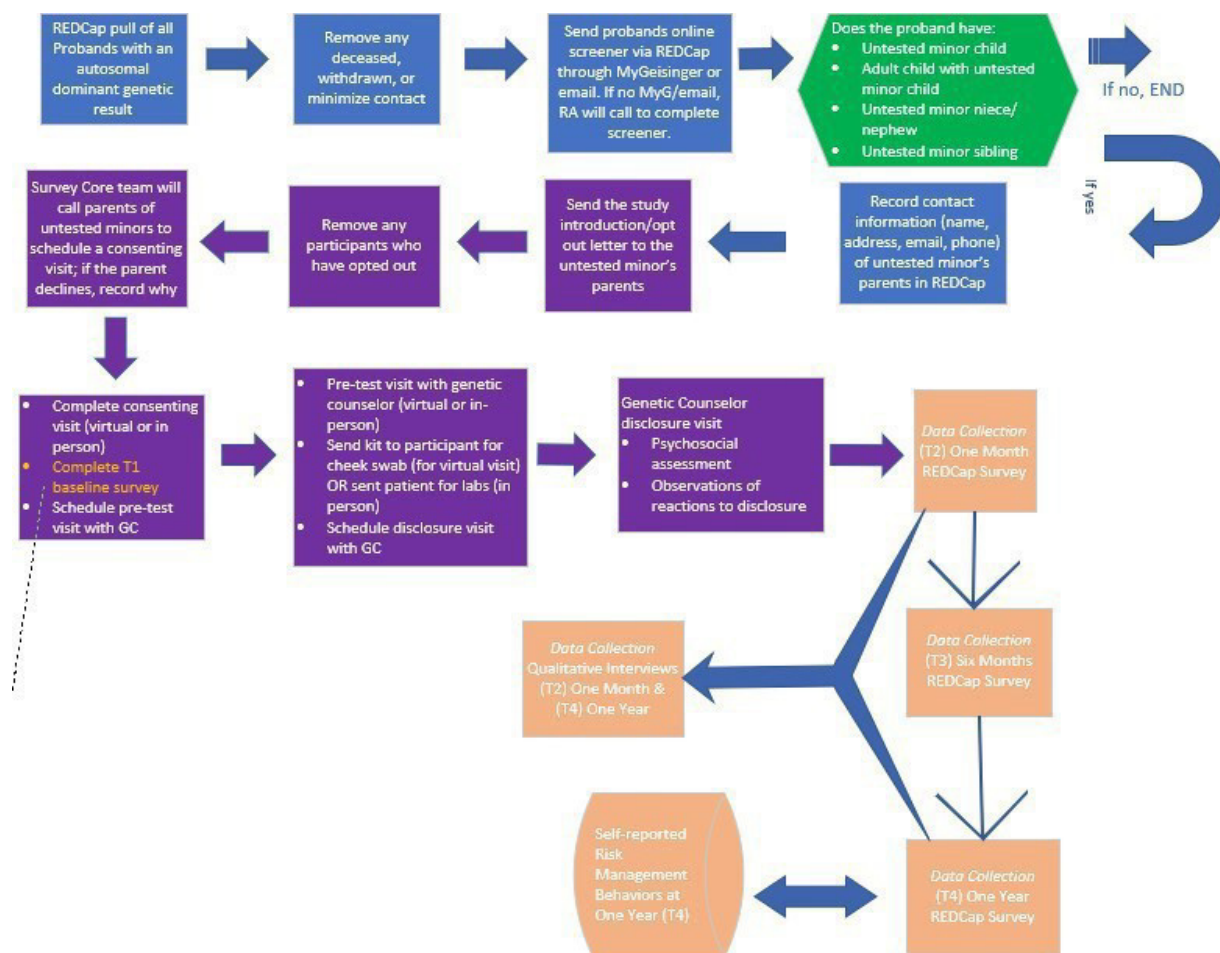 REDCap pull of all
Probands with an
autosomal
dominant genetic
result
Remove any
deceased,
withdrawn, or
minimize contact
Send probands online
screener via REDCap
through MyGeisinger or
email. If no MyG/email,
RA will call to complete
screener.
Does the proband have:
• Untested minor child
• Adult child with untested
minor child
• Untested minor niece/
nephew
• Untested minor sibling
If no, END
If yes
Record contact
information (name,
address, email, phone)
of untested minor's
parents in REDCap
Send the study
introduction/opt
out letter to the
untested minor's
parents
Remove any
participants who
have opted out
Survey Core team will
call parents of
untested minors to
schedule a consenting
visit; if the parent
declines, record why
• Complete consenting
visit (virtual or in
person)
• Complete T1
baseline survey
• Schedule pre-test
visit with GC
• Pre-test visit with genetic
counselor (virtual or in-
person)
• Send kit to participant for
cheek swab (for virtual visit)
OR sent patient for labs (in
person)
• Schedule disclosure visit
with GC
Genetic Counselor
disclosure visit
• Psychosocial
assessment
• Observations of
reactions to disclosure
Data Collection
(T2) One Month
REDCap Survey
Data Collection
Qualitative Interviews
(T2) One Month &
(T4) One Year
Data Collection
(T3) Six Months
REDCap Survey
Self-reported
Risk
Management
Behaviors at
One Year (T4)
Data Collection
(T4) One Year
REDCap Survey